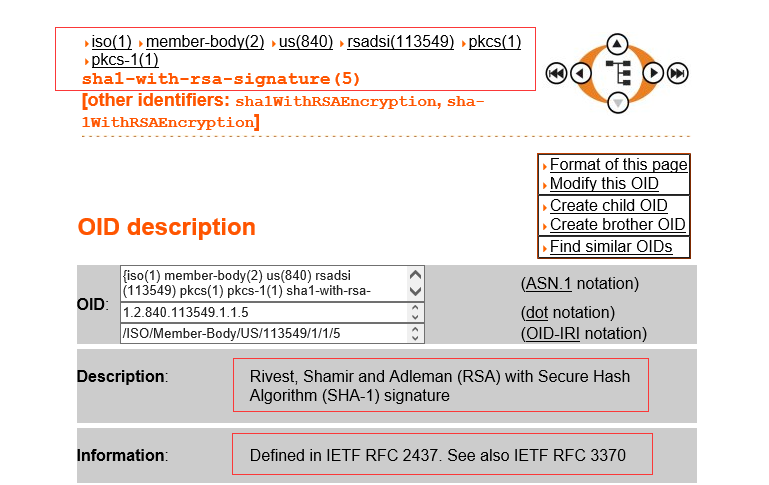 iso(1) member-body(2) us(840) rsadsi(113549) pkcs(1)
pkcs-1(1)
sha1-with-rsa-signature(5)
[other identifiers: sha1WithRSAEncryption, sha-
1WithRSAEncryption]
Format of this page
Modify this OID
Create child OID
Create brother OID
Find similar OIDs
OID description
OID:
{iso(1) member-body(2) us(840) rsadsi
(113549) pkcs(1) pkcs-1(1) sha1-with-rsa-
(ASN.1 notation)
1.2.840.113549.1.1.5
(dot notation)
/ISO/Member-Body/US/113549/1/1/5
(OID-IRI notation)
Description:
Rivest, Shamir and Adleman (RSA) with Secure Hash
Algorithm (SHA-1) signature
Information:
Defined in IETF RFC 2437. See also IETF RFC 3370